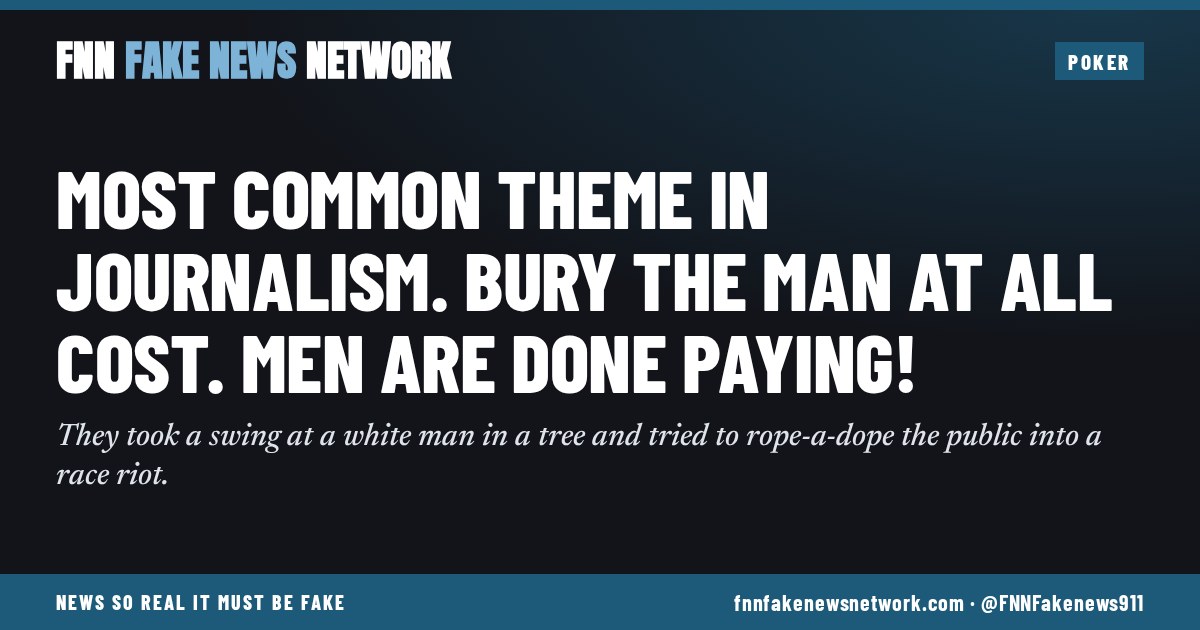 FNN FAKE NEWS NETWORK
POKER
MOST COMMON THEME IN
JOURNALISM. BURY THE MAN AT ALL
COST. MEN ARE DONE PAYING!
They took a swing at a white man in a tree and tried to rope-a-dope the public into a
race riot.
NEWS SO REAL IT MUST BE FAKE
fnnfakenewsnetwork.com · @FNNFakenews911